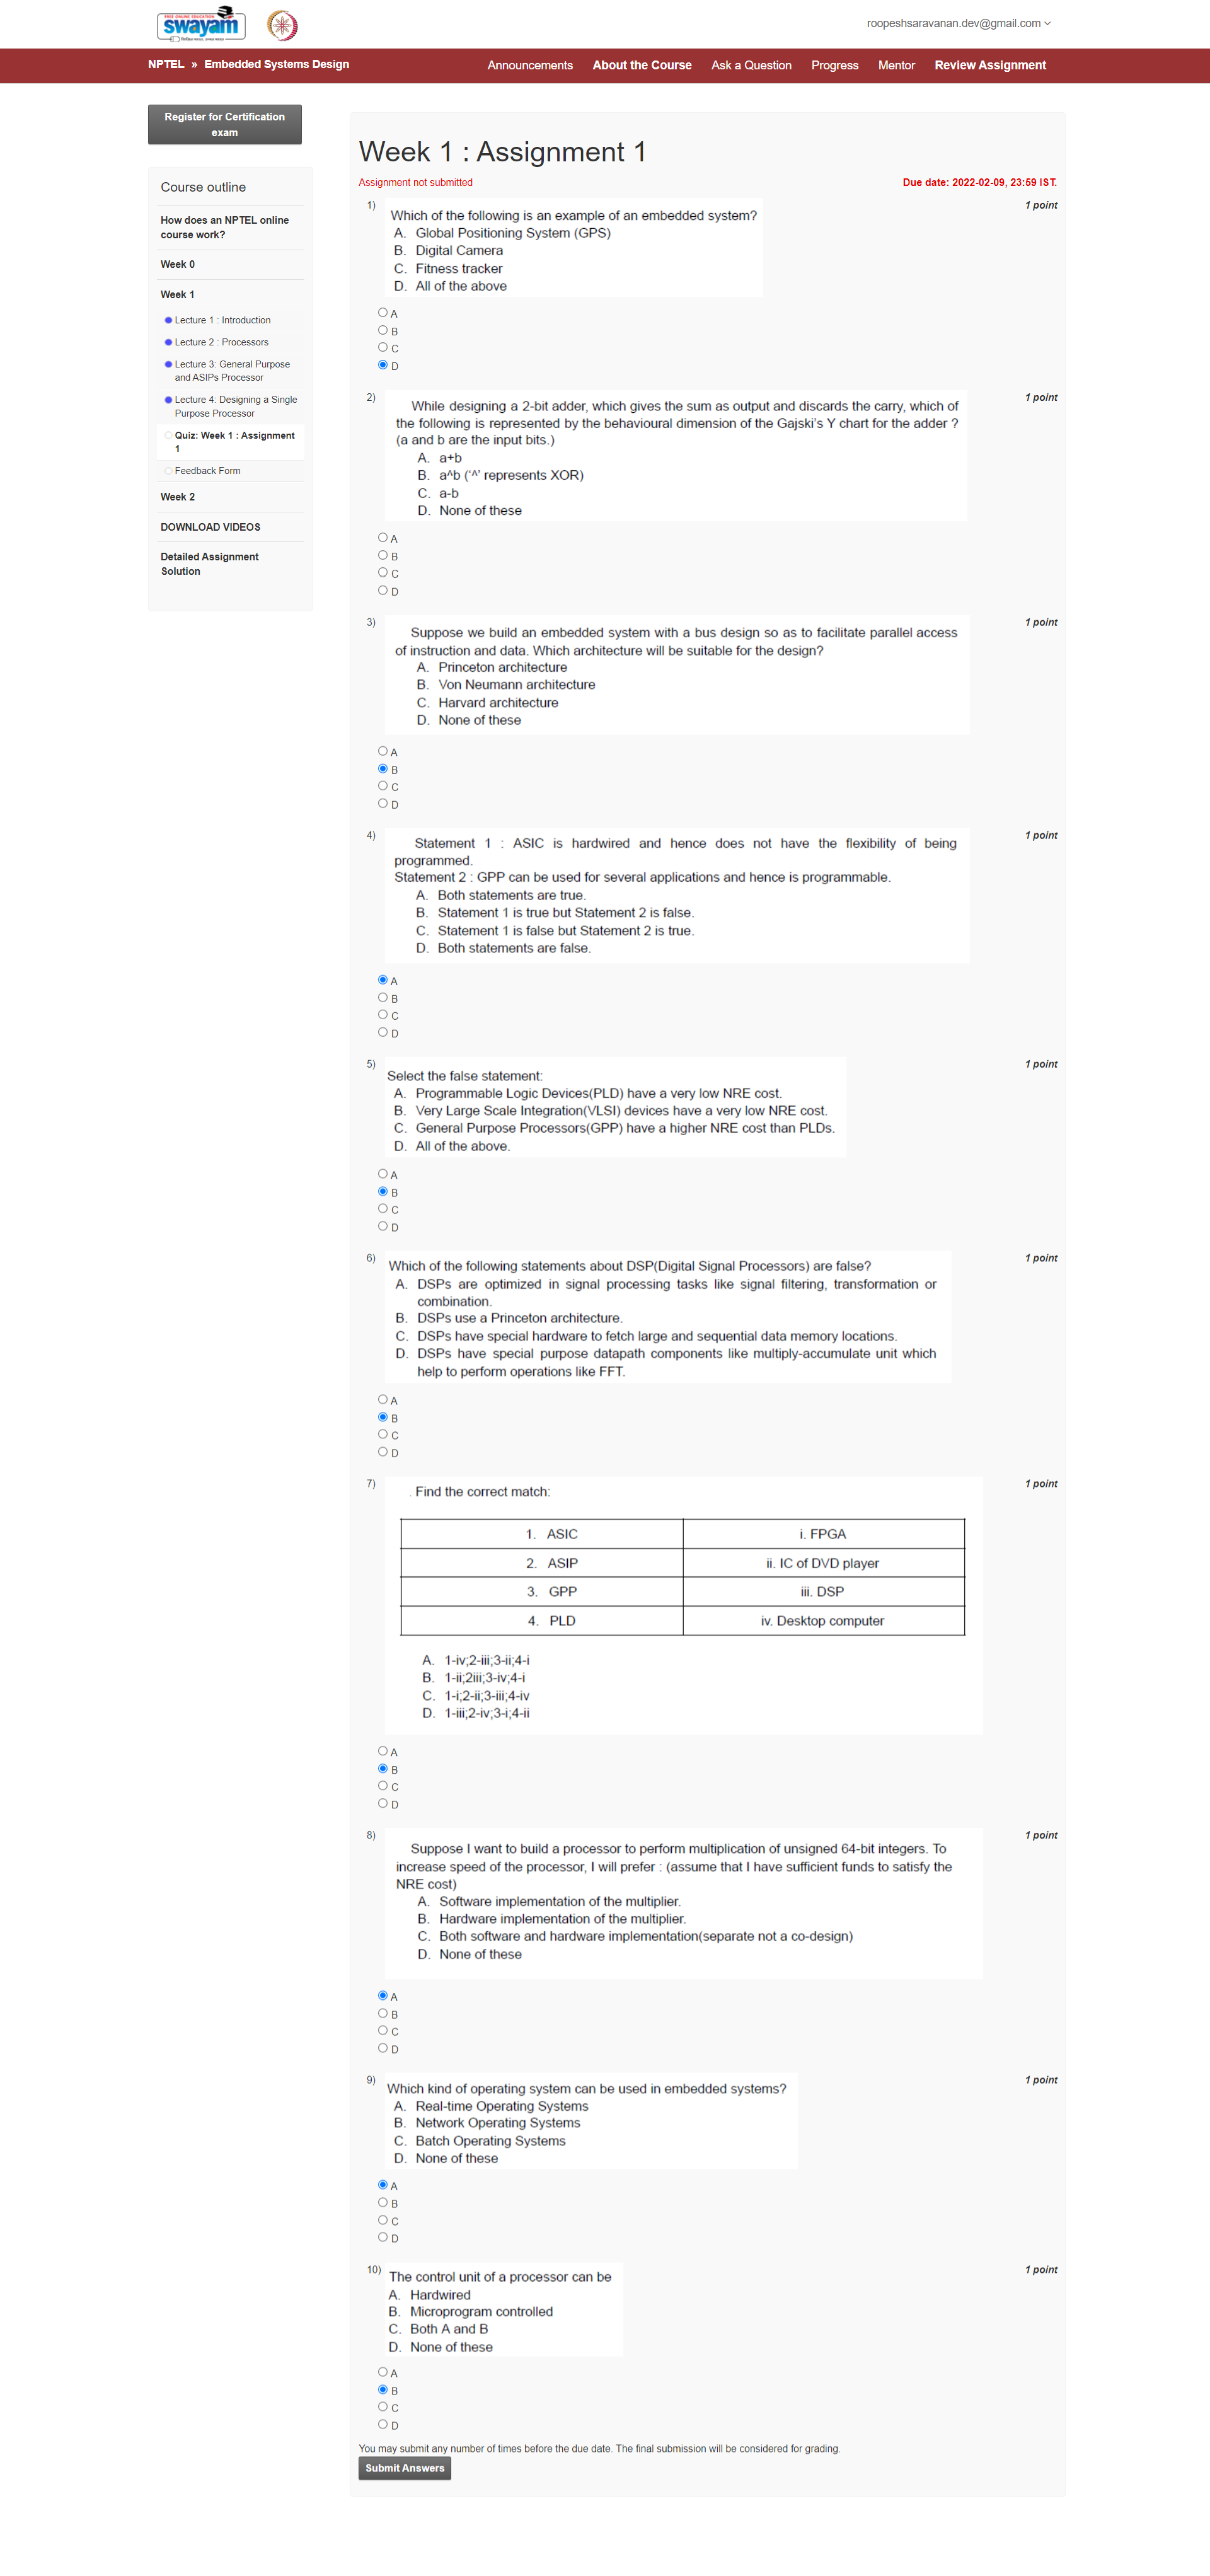 FREE ONLINE EDUCATION
swayam
roopeshsaravanan.dev@gmail.com
NPTEL » Embedded Systems Design
Announcements About the Course Ask a Question Progress Mentor Review Assignment
Register for Certification
exam
Course outline
How does an NPTEL online
course work?
Week 0
Week 1
Lecture 1 : Introduction
Lecture 2 : Processors
Lecture 3: General Purpose
and ASIPs Processor
Lecture 4: Designing a Single
Purpose Processor
Quiz: Week 1 : Assignment
1
Feedback Form
Week 2
DOWNLOAD VIDEOS
Detailed Assignment
Solution
Week 1 : Assignment 1
Assignment not submitted
Due date: 2022-02-09, 23:59 IST.
1) 1 point
Which of the following is an example of an embedded system?
A. Global Positioning System (GPS)
B. Digital Camera
C. Fitness tracker
D. All of the above
A
B
C
D
2) 1 point
While designing a 2-bit adder, which gives the sum as output and discards the carry, which of
the following is represented by the behavioural dimension of the Gajski's Y chart for the adder ?
(a and b are the input bits.)
A. a+b
B. a^b ('^' represents XOR)
C. a-b
D. None of these
A
B
C
D
3) 1 point
Suppose we build an embedded system with a bus design so as to facilitate parallel access
of instruction and data. Which architecture will be suitable for the design?
A. Princeton architecture
B. Von Neumann architecture
C. Harvard architecture
D. None of these
A
B
C
D
4) 1 point
Statement 1 : ASIC is hardwired and hence does not have the flexibility of being
programmed.
Statement 2 : GPP can be used for several applications and hence is programmable.
A. Both statements are true.
B. Statement 1 is true but Statement 2 is false.
C. Statement 1 is false but Statement 2 is true.
D. Both statements are false.
A
B
C
D
5) 1 point
Select the false statement:
A. Programmable Logic Devices(PLD) have a very low NRE cost.
B. Very Large Scale Integration(VLSI) devices have a very low NRE cost.
C. General Purpose Processors(GPP) have a higher NRE cost than PLDs.
D. All of the above.
A
B
C
D
6) 1 point
Which of the following statements about DSP(Digital Signal Processors) are false?
A. DSPs are optimized in signal processing tasks like signal filtering, transformation or
combination.
B. DSPs use a Princeton architecture.
C. DSPs have special hardware to fetch large and sequential data memory locations.
D. DSPs have special purpose datapath components like multiply-accumulate unit which
help to perform operations like FFT.
A
B
C
D
7) 1 point
. Find the correct match:
1. ASIC i. FPGA
2. ASIP ii. IC of DVD player
3. GPP iii. DSP
4. PLD iv. Desktop computer
A. 1-iv;2-iii;3-ii;4-i
B. 1-ii;2iii;3-iv;4-i
C. 1-i;2-ii;3-iii;4-iv
D. 1-iii;2-iv;3-i;4-ii
A
B
C
D
8) 1 point
Suppose I want to build a processor to perform multiplication of unsigned 64-bit integers. To
increase speed of the processor, I will prefer : (assume that I have sufficient funds to satisfy the
NRE cost)
A. Software implementation of the multiplier.
B. Hardware implementation of the multiplier.
C. Both software and hardware implementation(separate not a co-design)
D. None of these
A
B
C
D
9) 1 point
Which kind of operating system can be used in embedded systems?
A. Real-time Operating Systems
B. Network Operating Systems
C. Batch Operating Systems
D. None of these
A
B
C
D
10) 1 point
The control unit of a processor can be
A. Hardwired
B. Microprogram controlled
C. Both A and B
D. None of these
A
B
C
D
You may submit any number of times before the due date. The final submission will be considered for grading.
Submit Answers